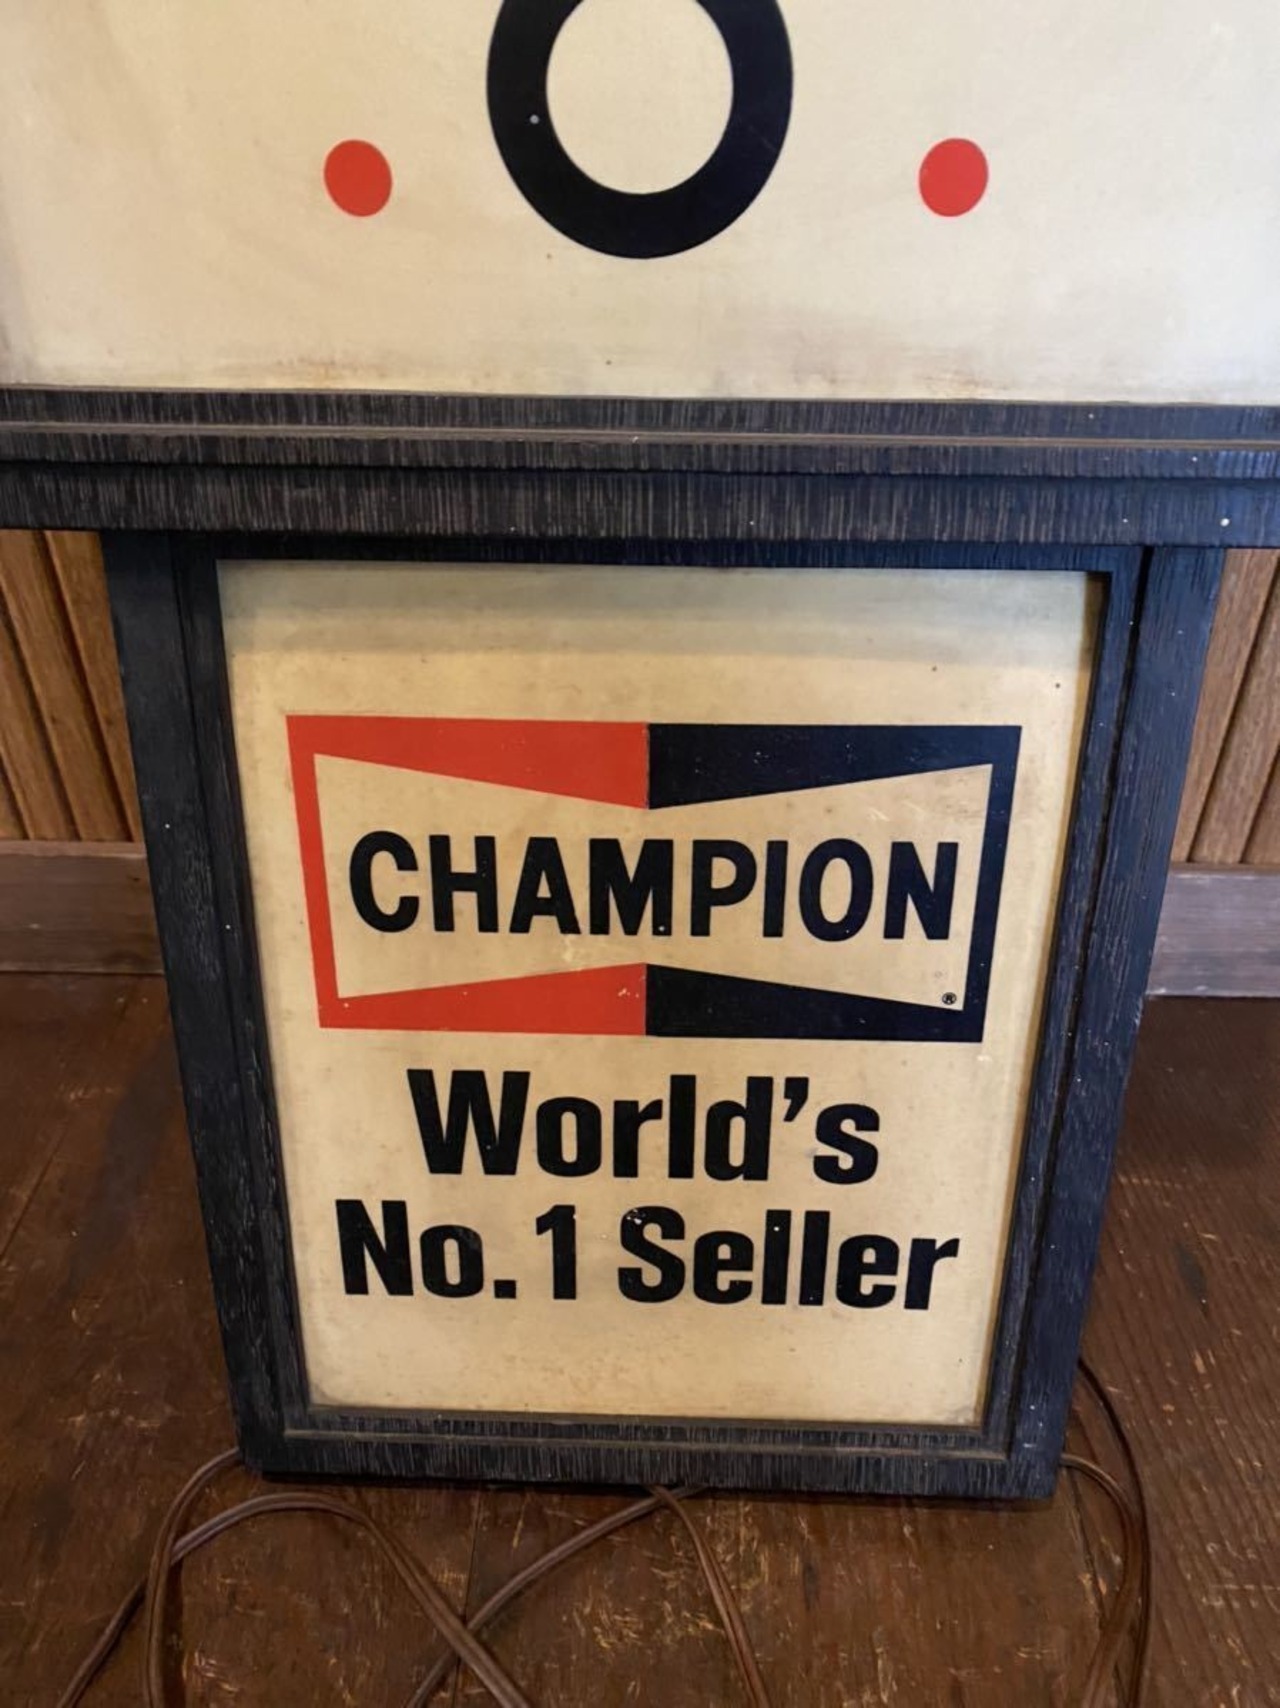 CHAMPION
®
World's
No. 1 Seller